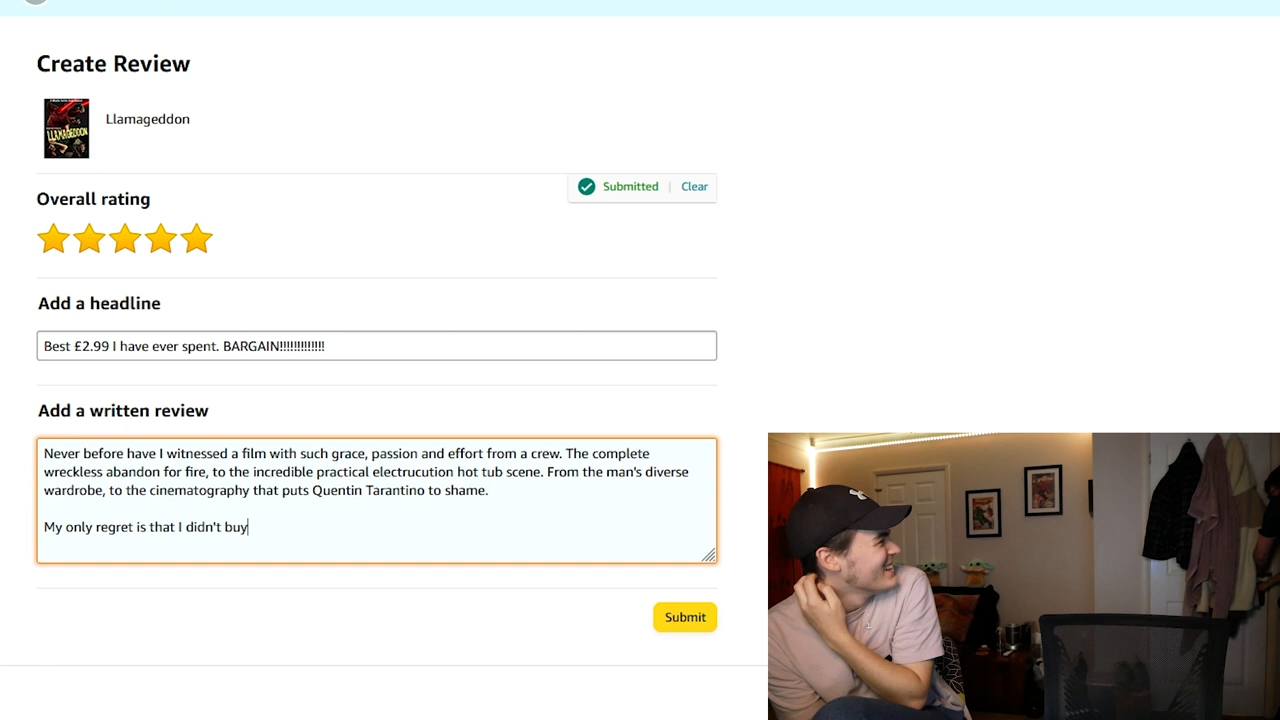 Create Review
LLAMAGEDDON
Llamageddon
Submitted | Clear
Overall rating
Add a headline
Best £2.99 I have ever spent. BARGAIN!!!!!!!!!!!!!
Add a written review
Never before have I witnessed a film with such grace, passion and effort from a crew. The complete
wreckless abandon for fire, to the incredible practical electrucution hot tub scene. From the man's diverse
wardrobe, to the cinematography that puts Quentin Tarantino to shame.
My only regret is that I didn't buy
Submit